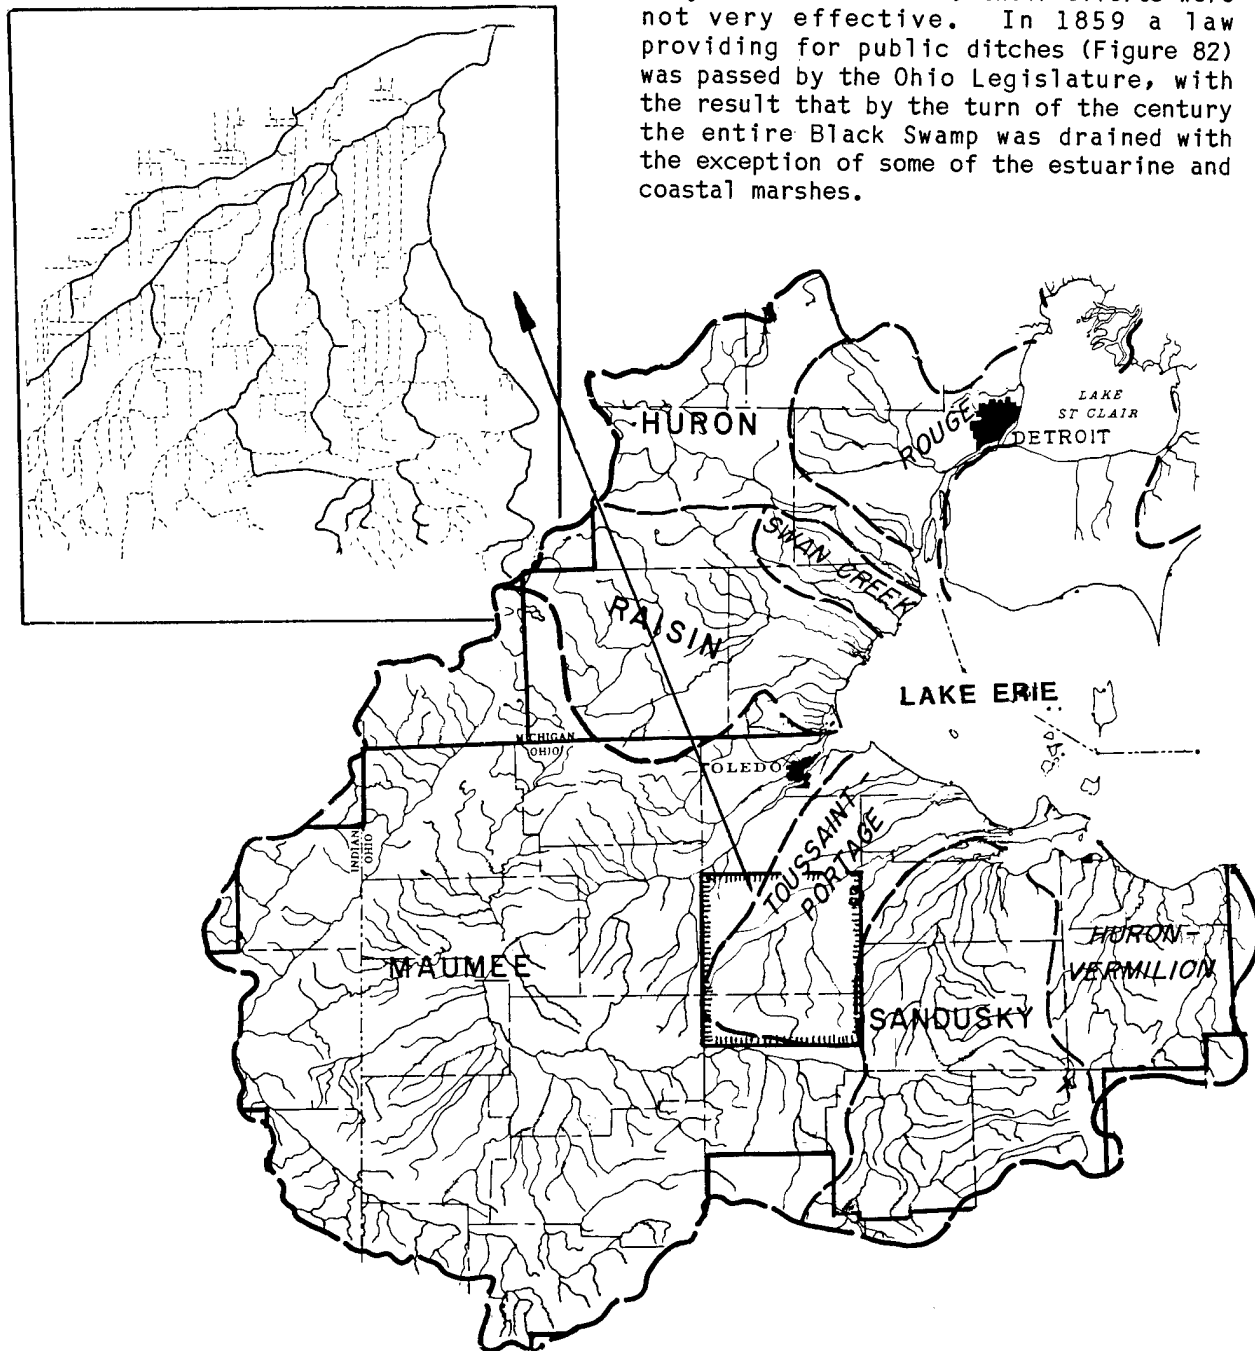 not very effective. In 1859 a law
providing for public ditches (Figure 82)
was passed by the Ohio Legislature, with
the result that by the turn of the century
the entire Black Swamp was drained with
the exception of some of the estuarine and
coastal marshes.
HURON
ROUGE
LAKE
ST CLAIR
DETROIT
SWAN CREEK
RAISIN
LAKE ERIE
MICHIGAN
OHIO
TOLEDO
TOUSSAINT
PORTAGE
INDIAN
OHIO
MAUMEE
HURON-
VERMILION
SANDUSKY